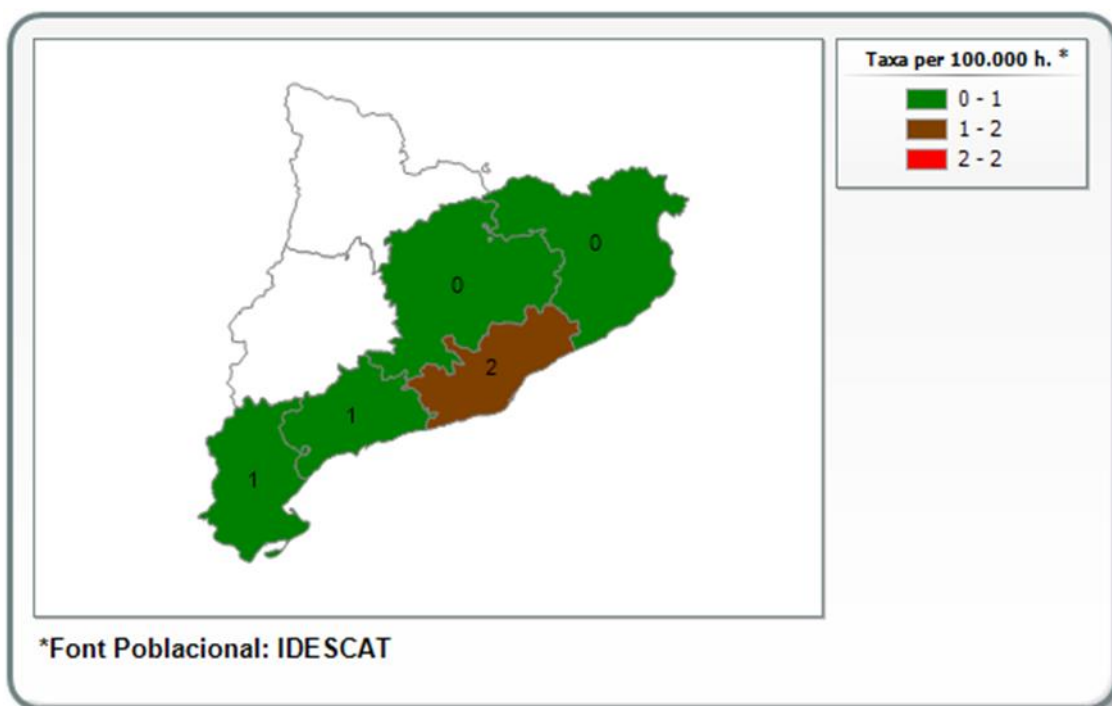 Taxa per 100.000 h. *
0 - 1
1 - 2
2 - 2
0
0
2
1
1
*Font Poblacional: IDESCAT